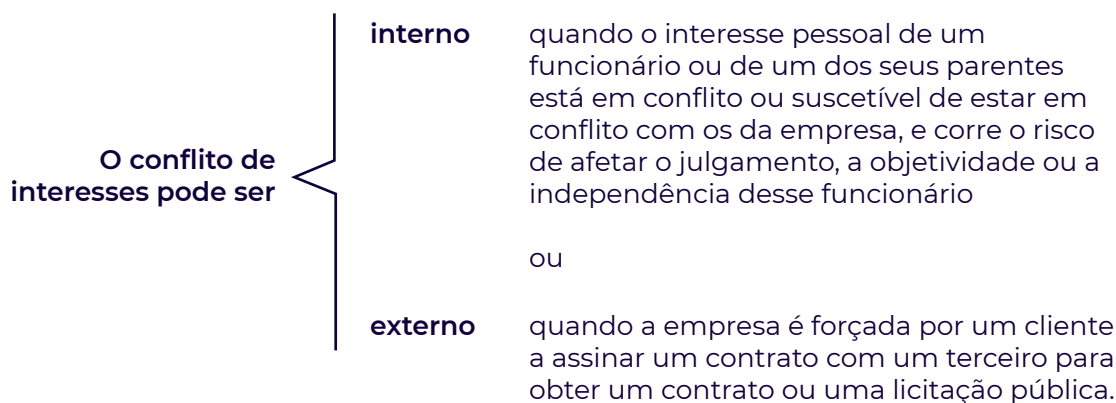 O conflito de
interesses pode ser
interno
quando o interesse pessoal de um
funcionário ou de um dos seus parentes
está em conflito ou suscetível de estar em
conflito com os da empresa, e corre o risco
de afetar o julgamento, a objetividade ou a
independência desse funcionário
ou
externo
quando a empresa é forçada por um cliente
a assinar um contrato com um terceiro para
obter um contrato ou uma licitação pública.